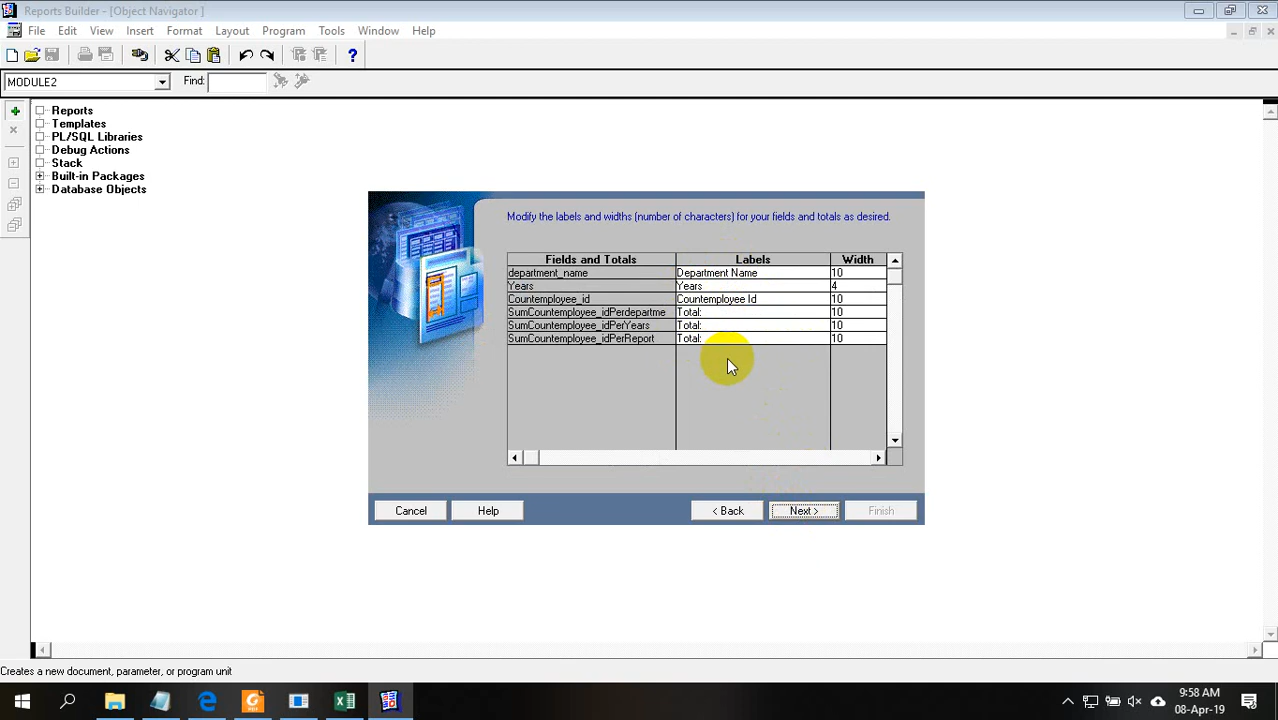 Reports Builder - [Object Navigator ]
File Edit View Insert Format Layout Program Tools Window Help
MODULE2 Find:
Reports
Templates
PL/SQL Libraries
Debug Actions
Stack
Built-in Packages
Database Objects
Modify the labels and widths (number of characters) for your fields and totals as desired.
Fields and Totals Labels Width
department_name Department Name 10
Years Years 4
Countemployee_id Countemployee Id 10
SumCountemployee_idPerdepartme Total: 10
SumCountemployee_idPerYears Total: 10
SumCountemployee_idPerReport Total: 10
Cancel Help < Back Next > Finish
Creates a new document, parameter, or program unit
9:58 AM
08-Apr-19